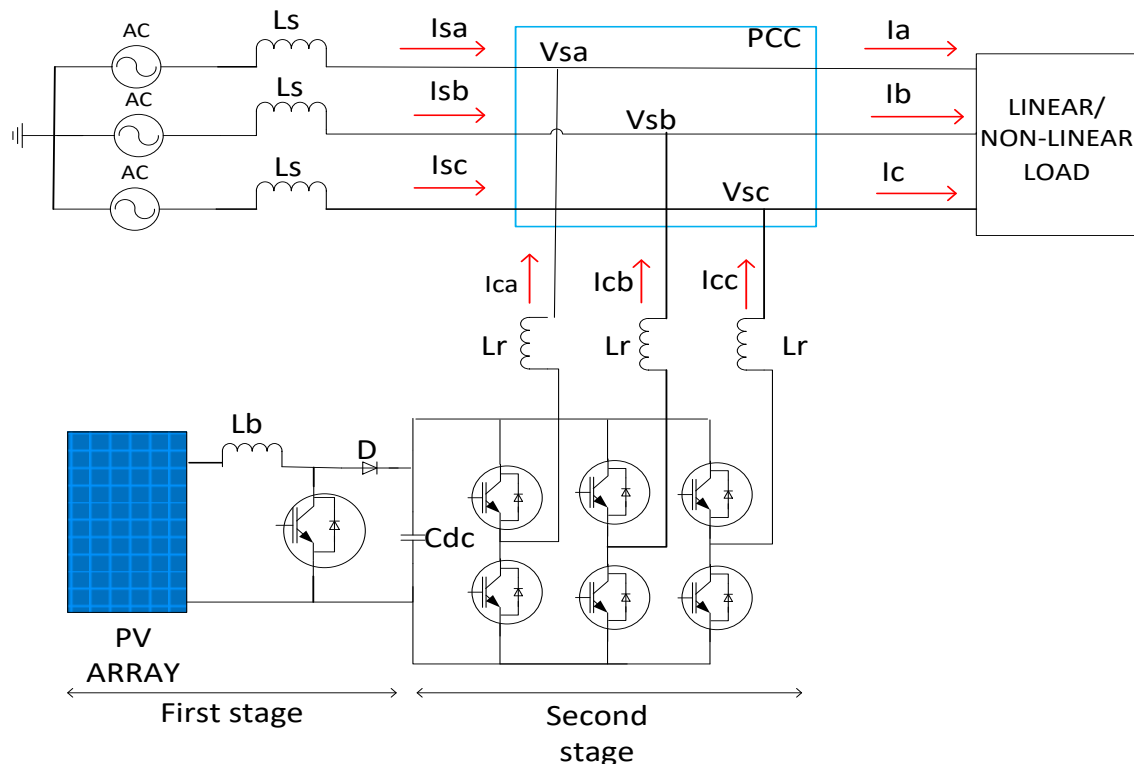 AC
Ls
Isa
PCC
Ia
Vsa
AC
Ls
Isb
Vsb
Ib
LINEAR/
NON-LINEAR
LOAD
AC
Ls
Isc
Vsc
Ic
Ica
Icb
Icc
Lr
Lr
Lr
Lb
D
Cdc
PV
ARRAY
First stage
Second
stage